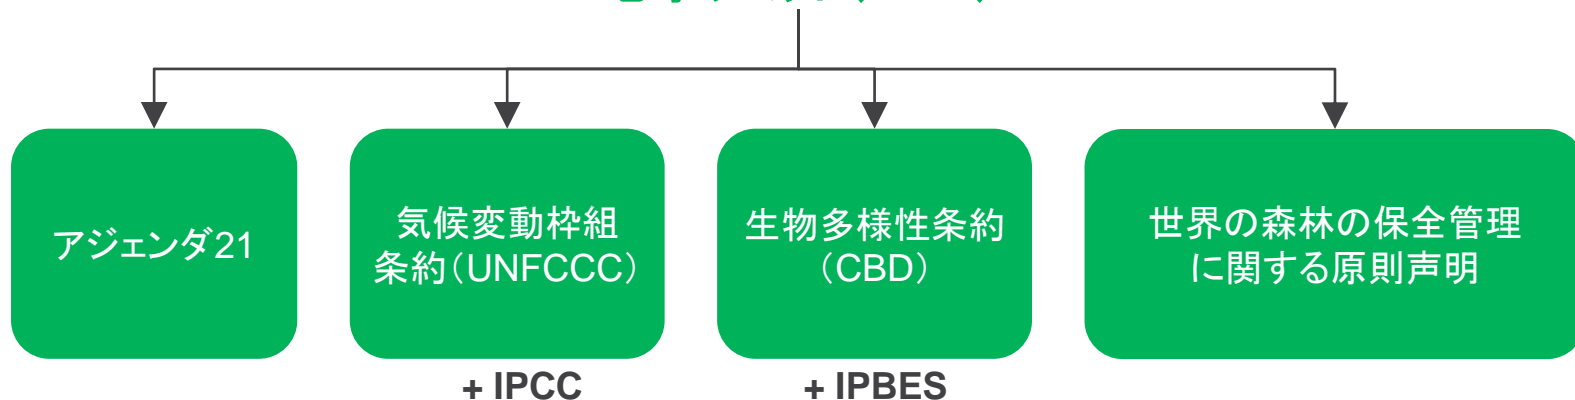 アジェンダ21
気候変動枠組
条約（UNFCCC）
生物多様性条約
（CBD）
世界の森林の保全管理
に関する原則声明
+ IPCC
+ IPBES